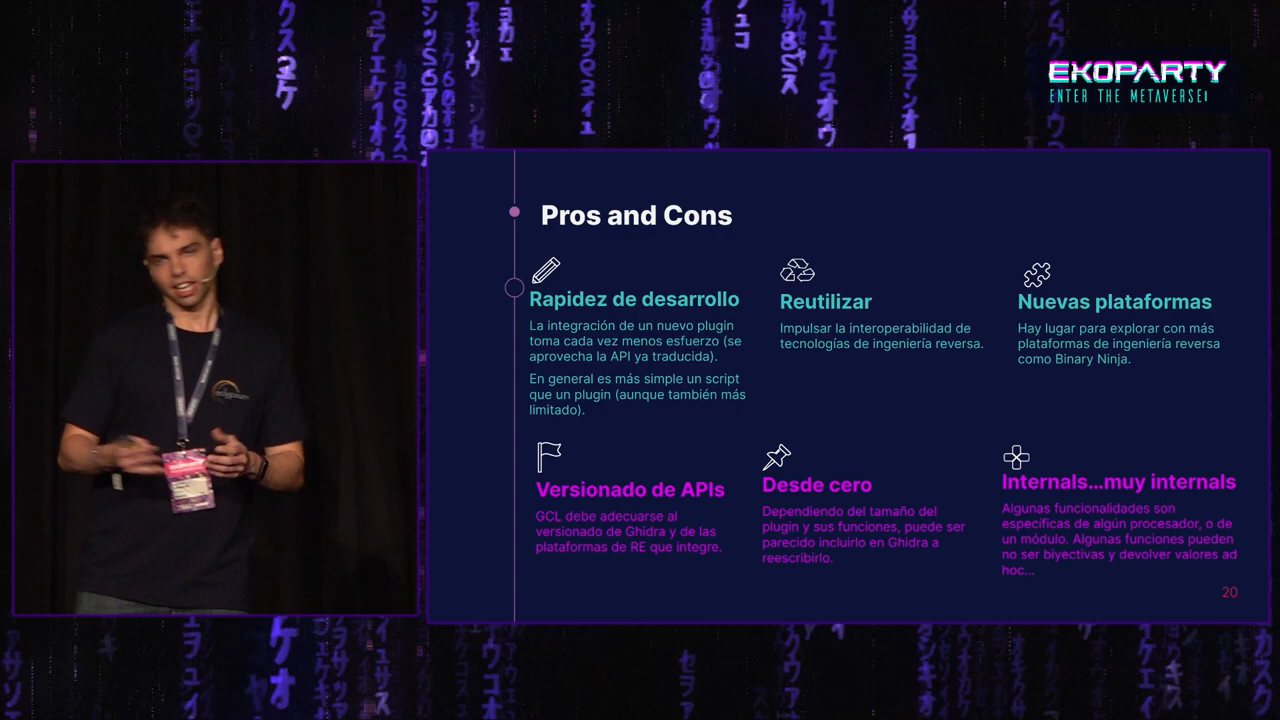 EKOPARTY
ENTER THE METAVERSE!
Pros and Cons
Rapidez de desarrollo
La integración de un nuevo plugin
toma cada vez menos esfuerzo (se
aprovecha la API ya traducida).
En general es más simple un script
que un plugin (aunque también más
limitado).
Reutilizar
Impulsar la interoperabilidad de
tecnologías de ingeniería reversa.
Nuevas plataformas
Hay lugar para explorar con más
plataformas de ingeniería reversa
como Binary Ninja.
Versionado de APIs
GCL debe adecuarse al
versionado de Ghidra y de las
plataformas de RE que integre.
Desde cero
Dependiendo del tamaño del
plugin y sus funciones, puede ser
parecido incluirlo en Ghidra a
reescribirlo.
Internals...muy internals
Algunas funcionalidades son
específicas de algún procesador, o de
un módulo. Algunas funciones pueden
no ser biyectivas y devolver valores ad
hoc...
20